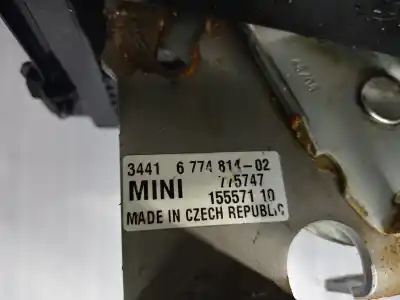 3441 6 774 814-02
MINI 775747
155571 10
MADE IN CZECH REPUBLIC